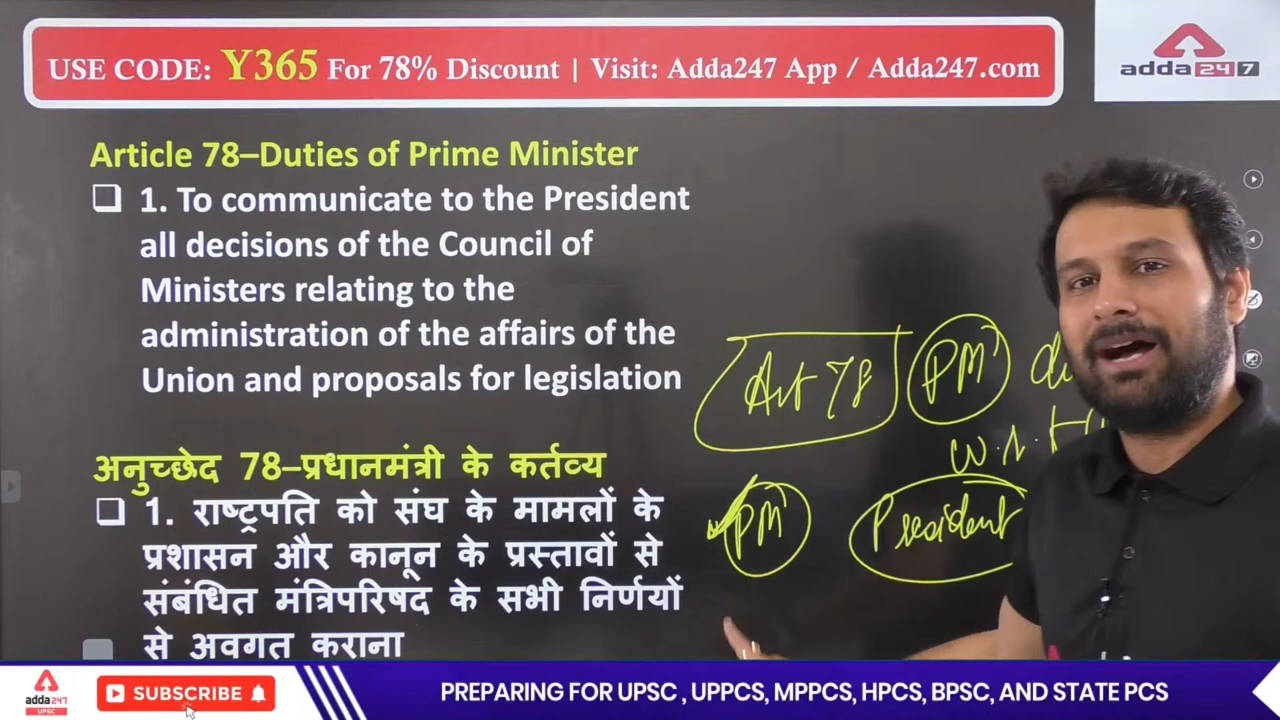 USE CODE: Y365 For 78% Discount | Visit: Adda247 App / Adda247.com
adda247
Article 78–Duties of Prime Minister
❑ 1. To communicate to the President
all decisions of the Council of
Ministers relating to the
administration of the affairs of the
Union and proposals for legislation
Art 78 PM
w.r.t
अनुच्छेद 78–प्रधानमंत्री के कर्तव्य
❑ 1. राष्ट्रपति को संघ के मामलों के
प्रशासन और कानून के प्रस्तावों से
संबंधित मंत्रिपरिषद के सभी निर्णयों
से अवगत कराना
PM President
adda247
UPSC
SUBSCRIBE
PREPARING FOR UPSC , UPPCS, MPPCS, HPCS, BPSC, AND STATE PCS